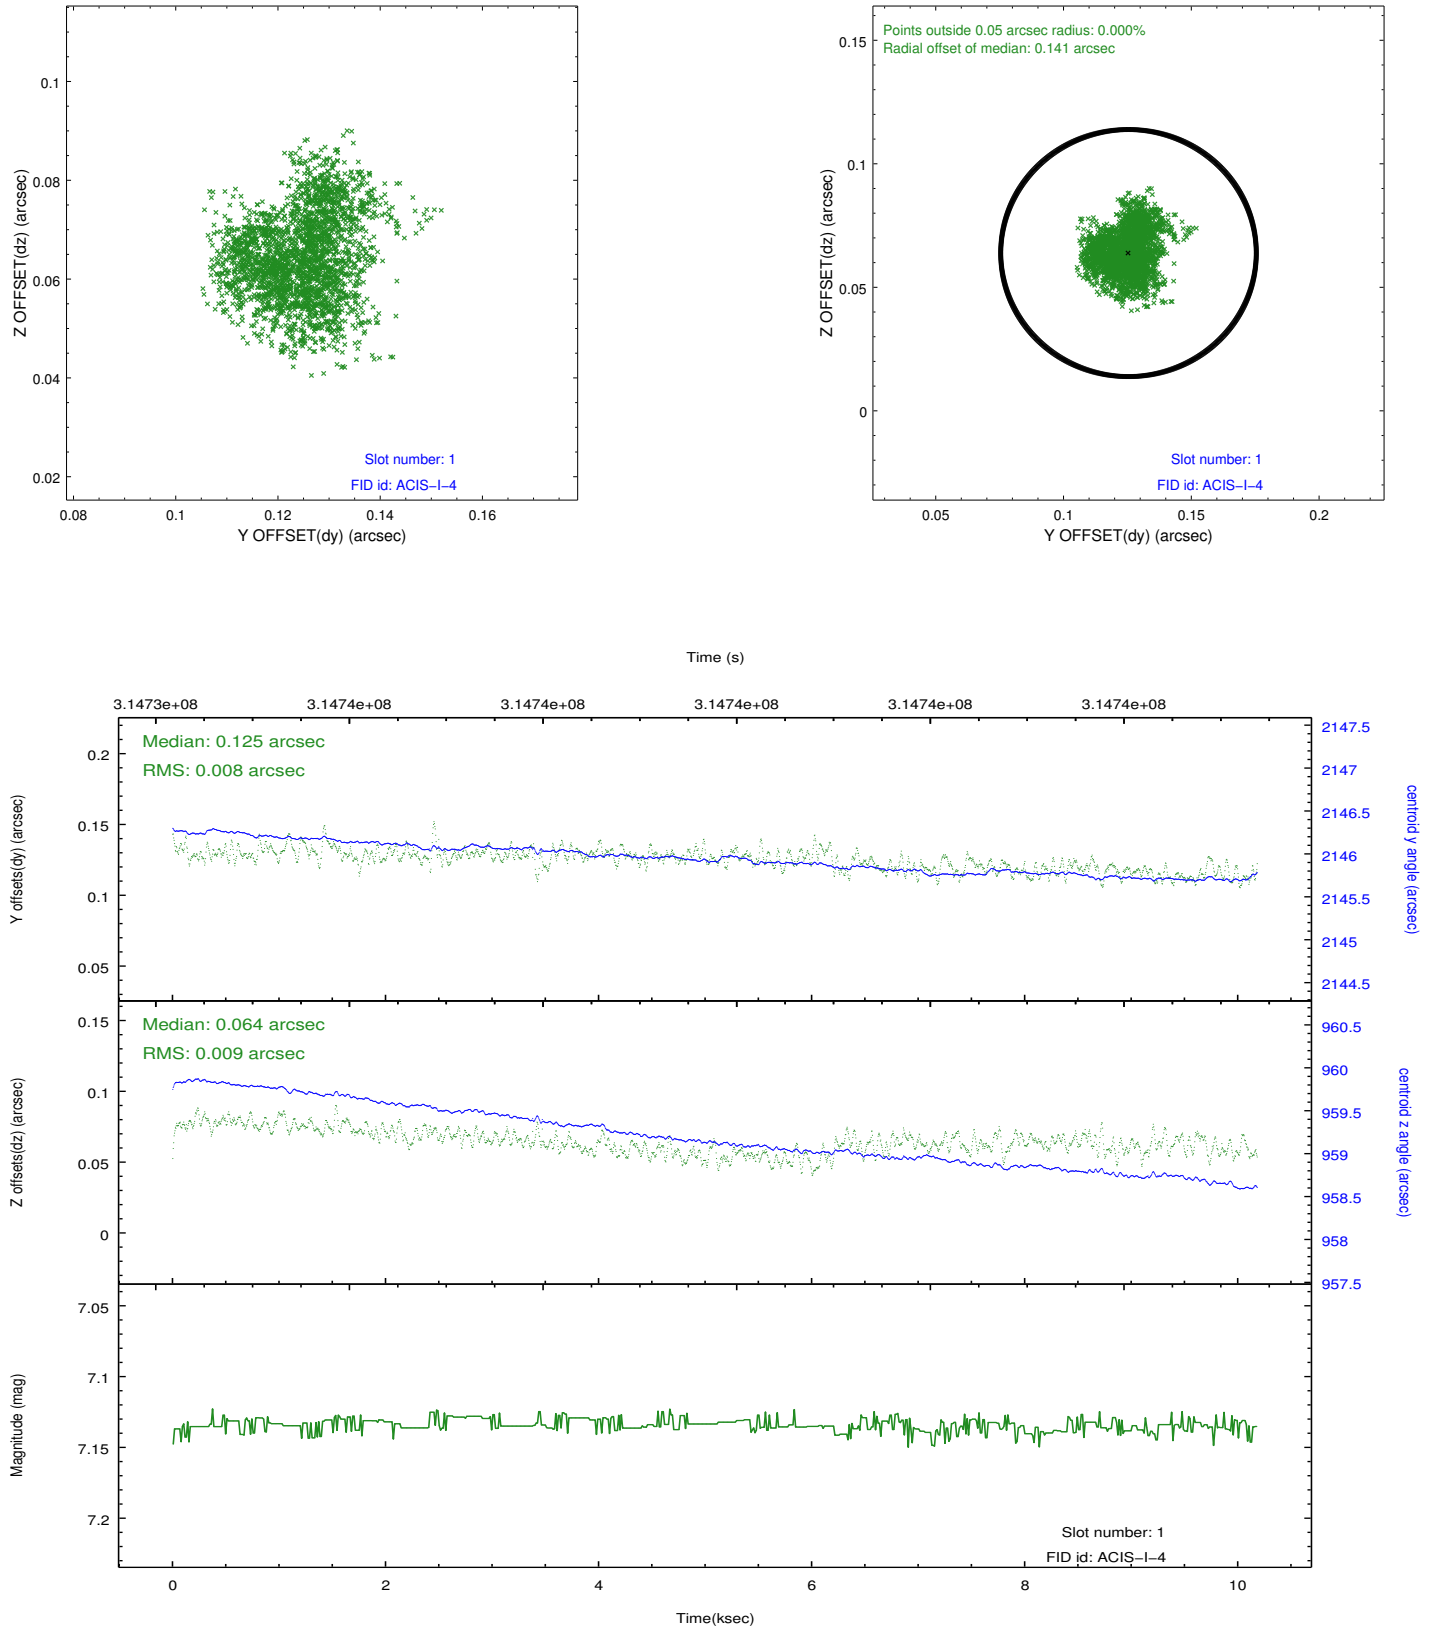 0.1
0.08
0.06
0.04
0.02
Z OFFSET(dz) (arcsec)
Slot number: 1
FID id: ACIS−I−4
0.08 0.1 0.12 0.14 0.16
Y OFFSET(dy) (arcsec)
Points outside 0.05 arcsec radius: 0.000%
Radial offset of median: 0.141 arcsec
0.15
0.1
0.05
0
Z OFFSET(dz) (arcsec)
Slot number: 1
FID id: ACIS−I−4
0.05 0.1 0.15 0.2
Y OFFSET(dy) (arcsec)
Time (s)
3.1473e+08 3.1474e+08 3.1474e+08 3.1474e+08 3.1474e+08 3.1474e+08
Median: 0.125 arcsec
RMS: 0.008 arcsec
0.2
0.15
0.1
0.05
Y offsets(dy) (arcsec)
2147.5
2147
2146.5
2146
2145.5
2145
2144.5
centroid y angle (arcsec)
Median: 0.064 arcsec
RMS: 0.009 arcsec
0.15
0.1
0.05
0
Z offsets(dz) (arcsec)
960.5
960
959.5
959
958.5
958
957.5
centroid z angle (arcsec)
7.05
7.1
7.15
7.2
Magnitude (mag)
Slot number: 1
FID id: ACIS−I−4
0 2 4 6 8 10
Time(ksec)